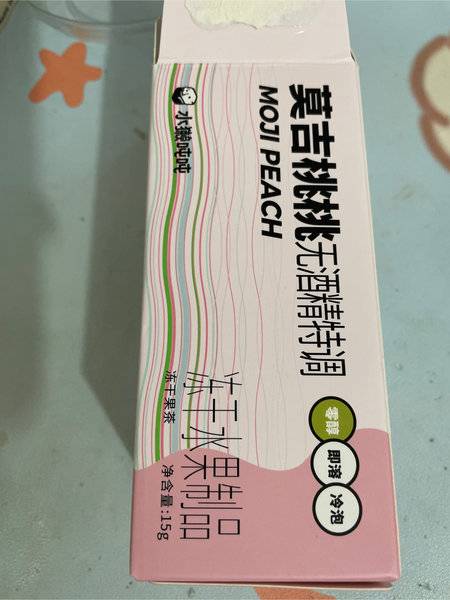 莫吉桃桃无酒精特调
MOJI PEACH
水獭吨吨
零醇
即溶
冷泡
冻干水果制品
冻干果茶
净含量:15g